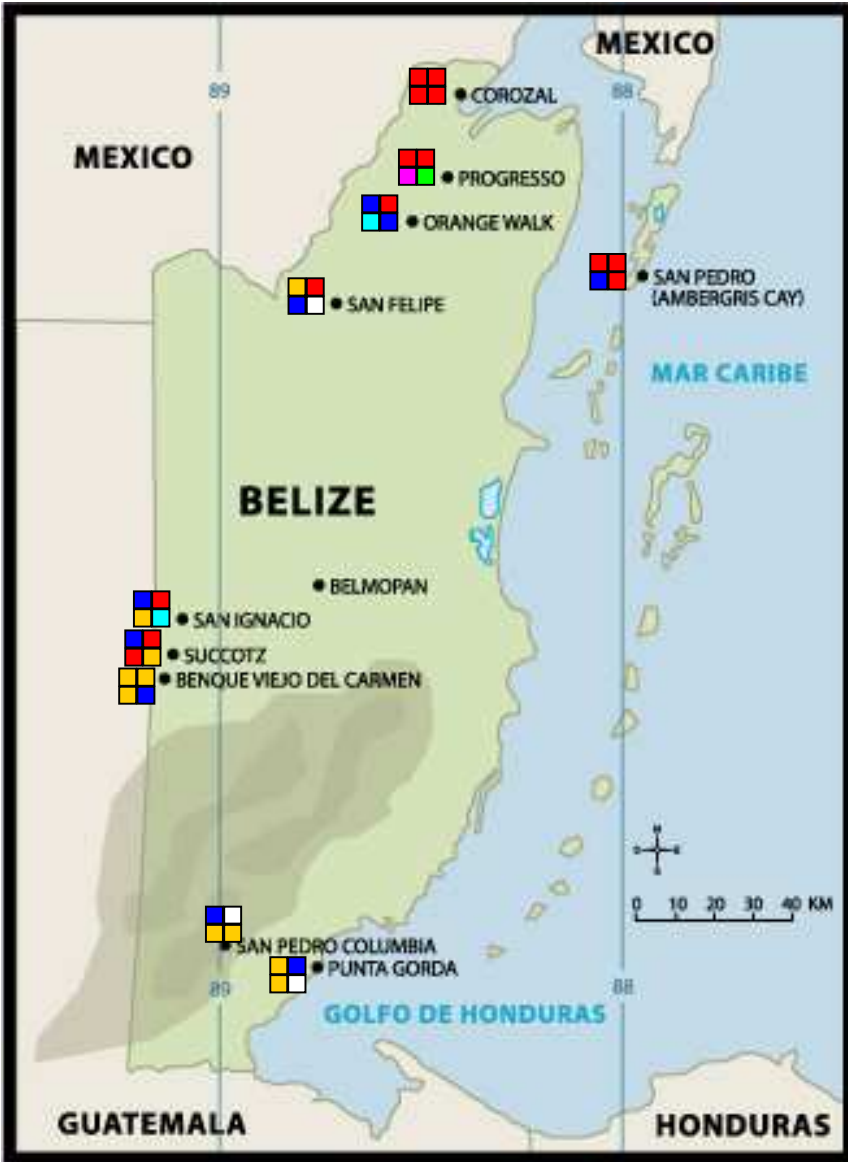 MEXICO
89
88
COROZAL
MEXICO
PROGRESSO
ORANGE WALK
SAN PEDRO
(AMBERGRIS CAY)
SAN FELIPE
MAR CARIBE
BELIZE
BELMOPAN
SAN IGNACIO
SUCCOTZ
BENQUE VIEJO DEL CARMEN
0 10 20 30 40 KM
SAN PEDRO COLUMBIA
PUNTA GORDA
89
88
GOLFO DE HONDURAS
GUATEMALA
HONDURAS